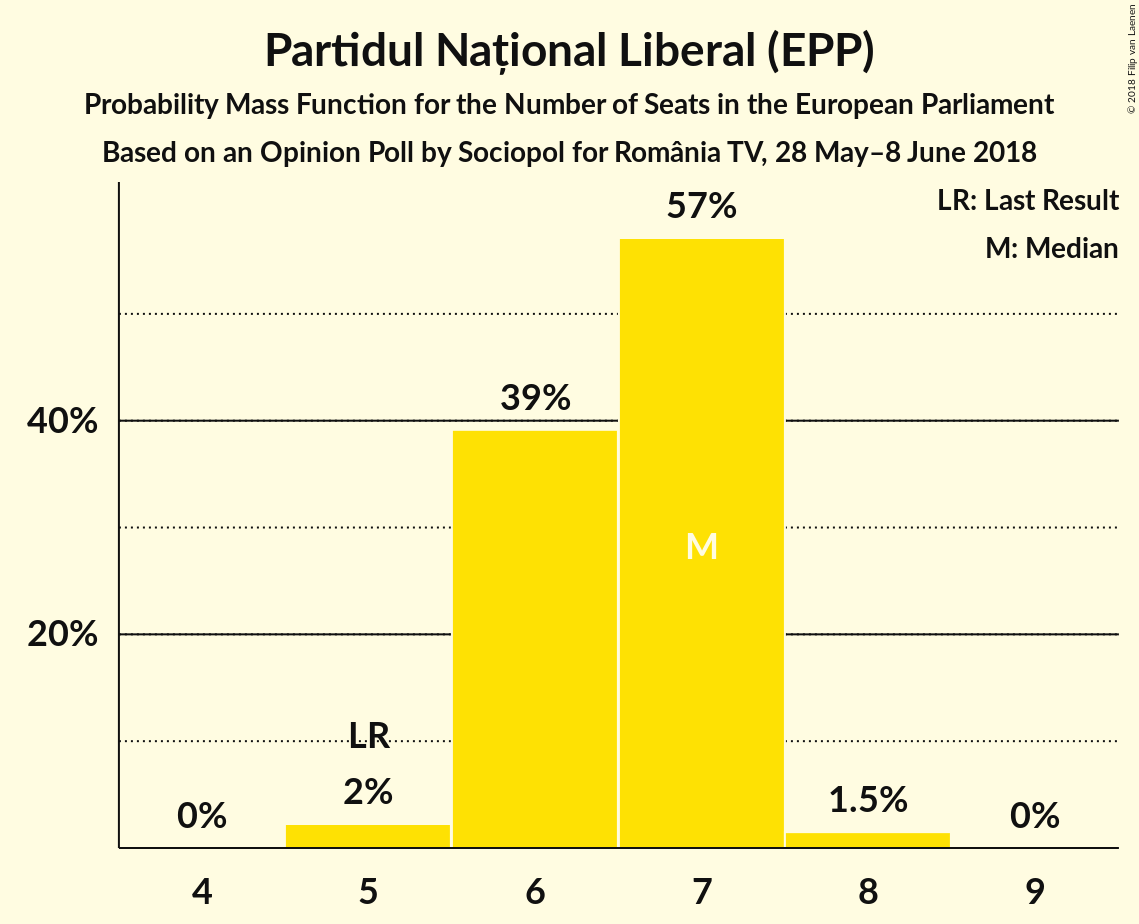 Partidul Național Liberal (EPP)
Probability Mass Function for the Number of Seats in the European Parliament
Based on an Opinion Poll by Sociopol for România TV, 28 May–8 June 2018
© 2018 Filip van Laenen
LR: Last Result
M: Median
57%
39%
40%
M
20%
LR
2%
1.5%
0%
0%
4 5 6 7 8 9